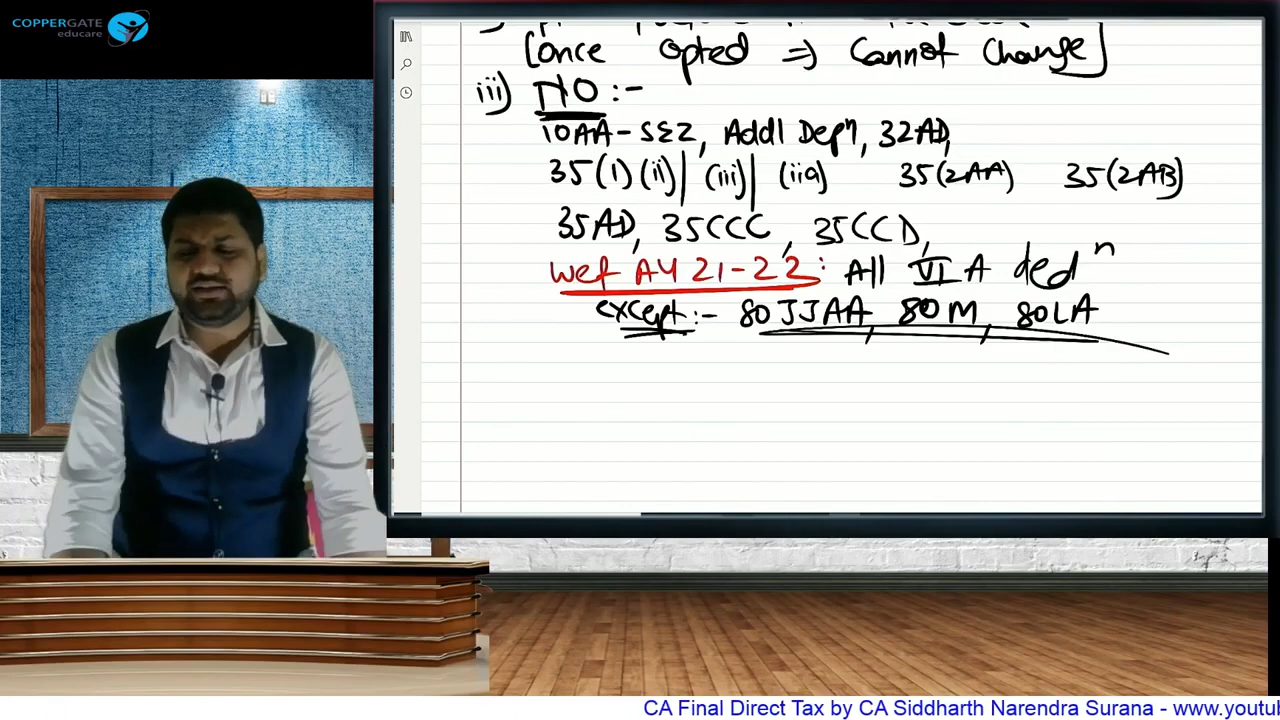 COPPERGATE
educare
[once opted => Cannot Change]
iii) NO :-
10AA - SEZ, Addl Depn, 32AD,
35(1)(ii) | (iii) | (iia) 35(2AA) 35(2AB)
35AD, 35CCC, 35CCD,
wef AY 21-22: All VI A dedn
except :- 80JJAA, 80M, 80LA
CA Final Direct Tax by CA Siddharth Narendra Surana - www.youtu